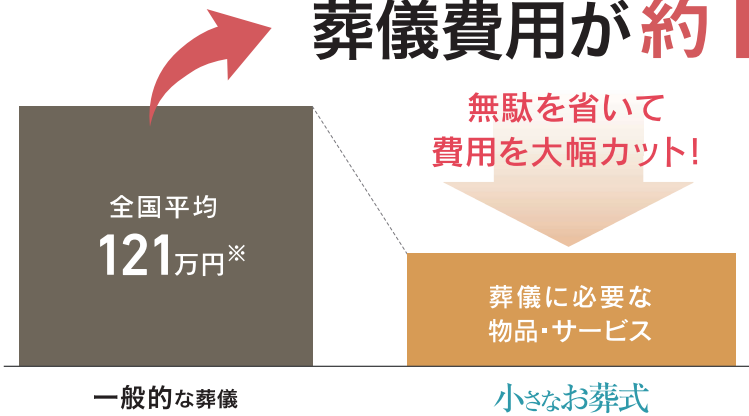 葬儀費用が約
無駄を省いて
費用を大幅カット!
全国平均
121万円※
葬儀に必要な
物品・サービス
一般的な葬儀
小さなお葬式